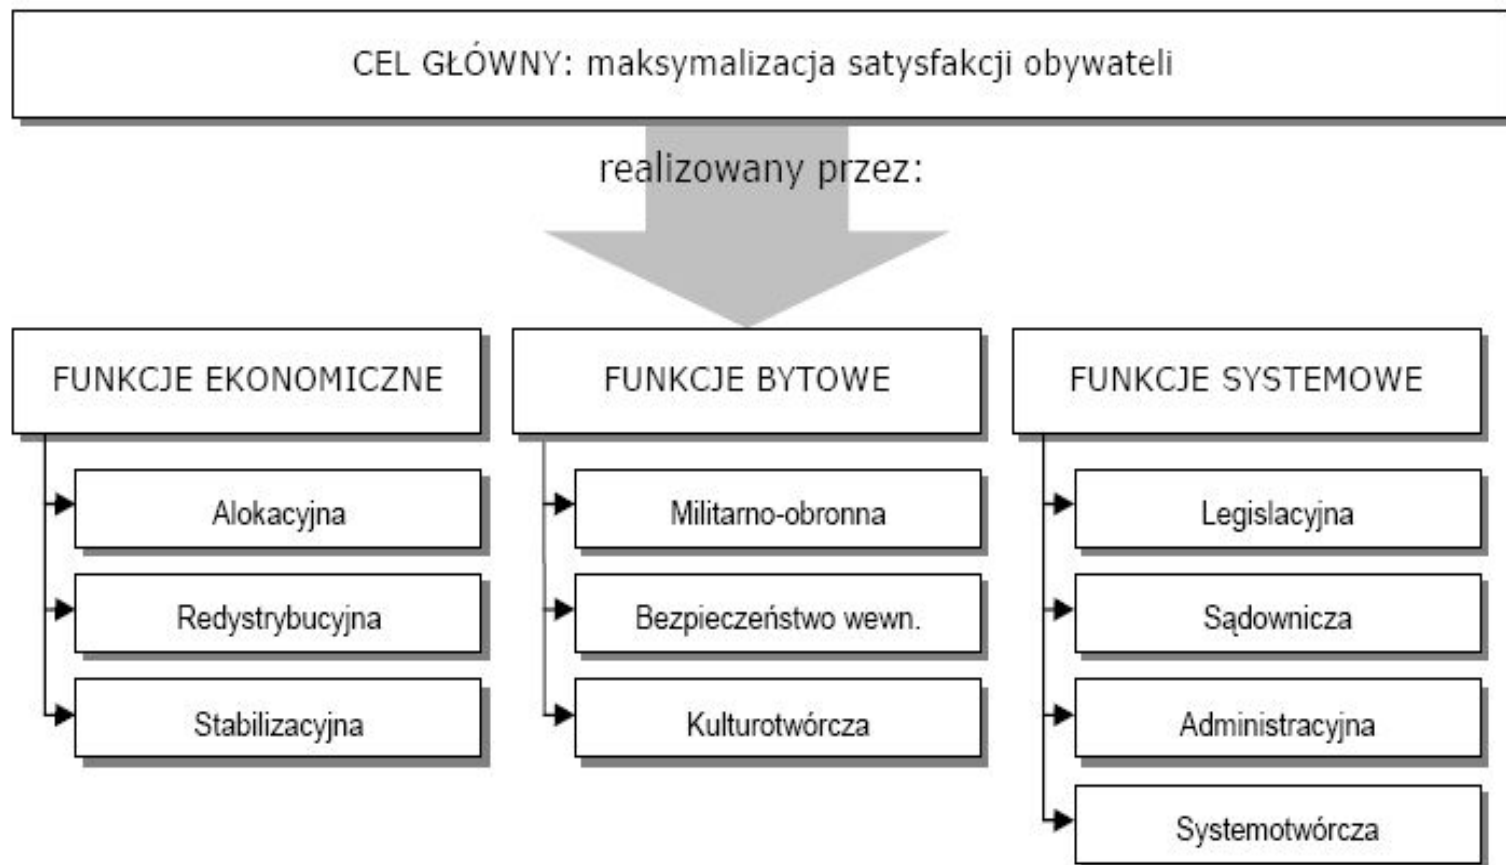 CEL GŁÓWNY: maksymalizacja satysfakcji obywateli
realizowany przez:
FUNKCJE EKONOMICZNE
Alokacyjna
Redystrybucyjna
Stabilizacyjna
FUNKCJE BYTOWE
Militarno-obronna
Bezpieczeństwo wewn.
Kulturotwórcza
FUNKCJE SYSTEMOWE
Legislacyjna
Sądownicza
Administracyjna
Systemotwórcza